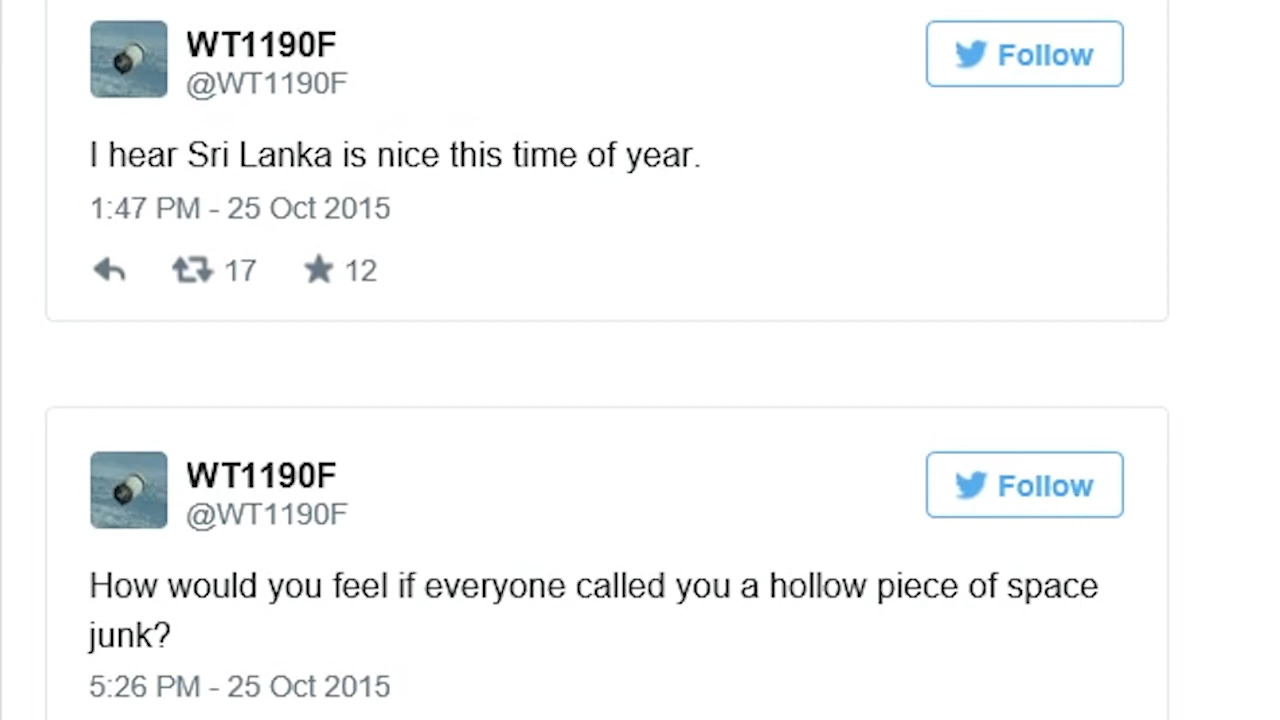 WT1190F
@WT1190F
Follow
I hear Sri Lanka is nice this time of year.
1:47 PM - 25 Oct 2015
17 12
WT1190F
@WT1190F
Follow
How would you feel if everyone called you a hollow piece of space
junk?
5:26 PM - 25 Oct 2015